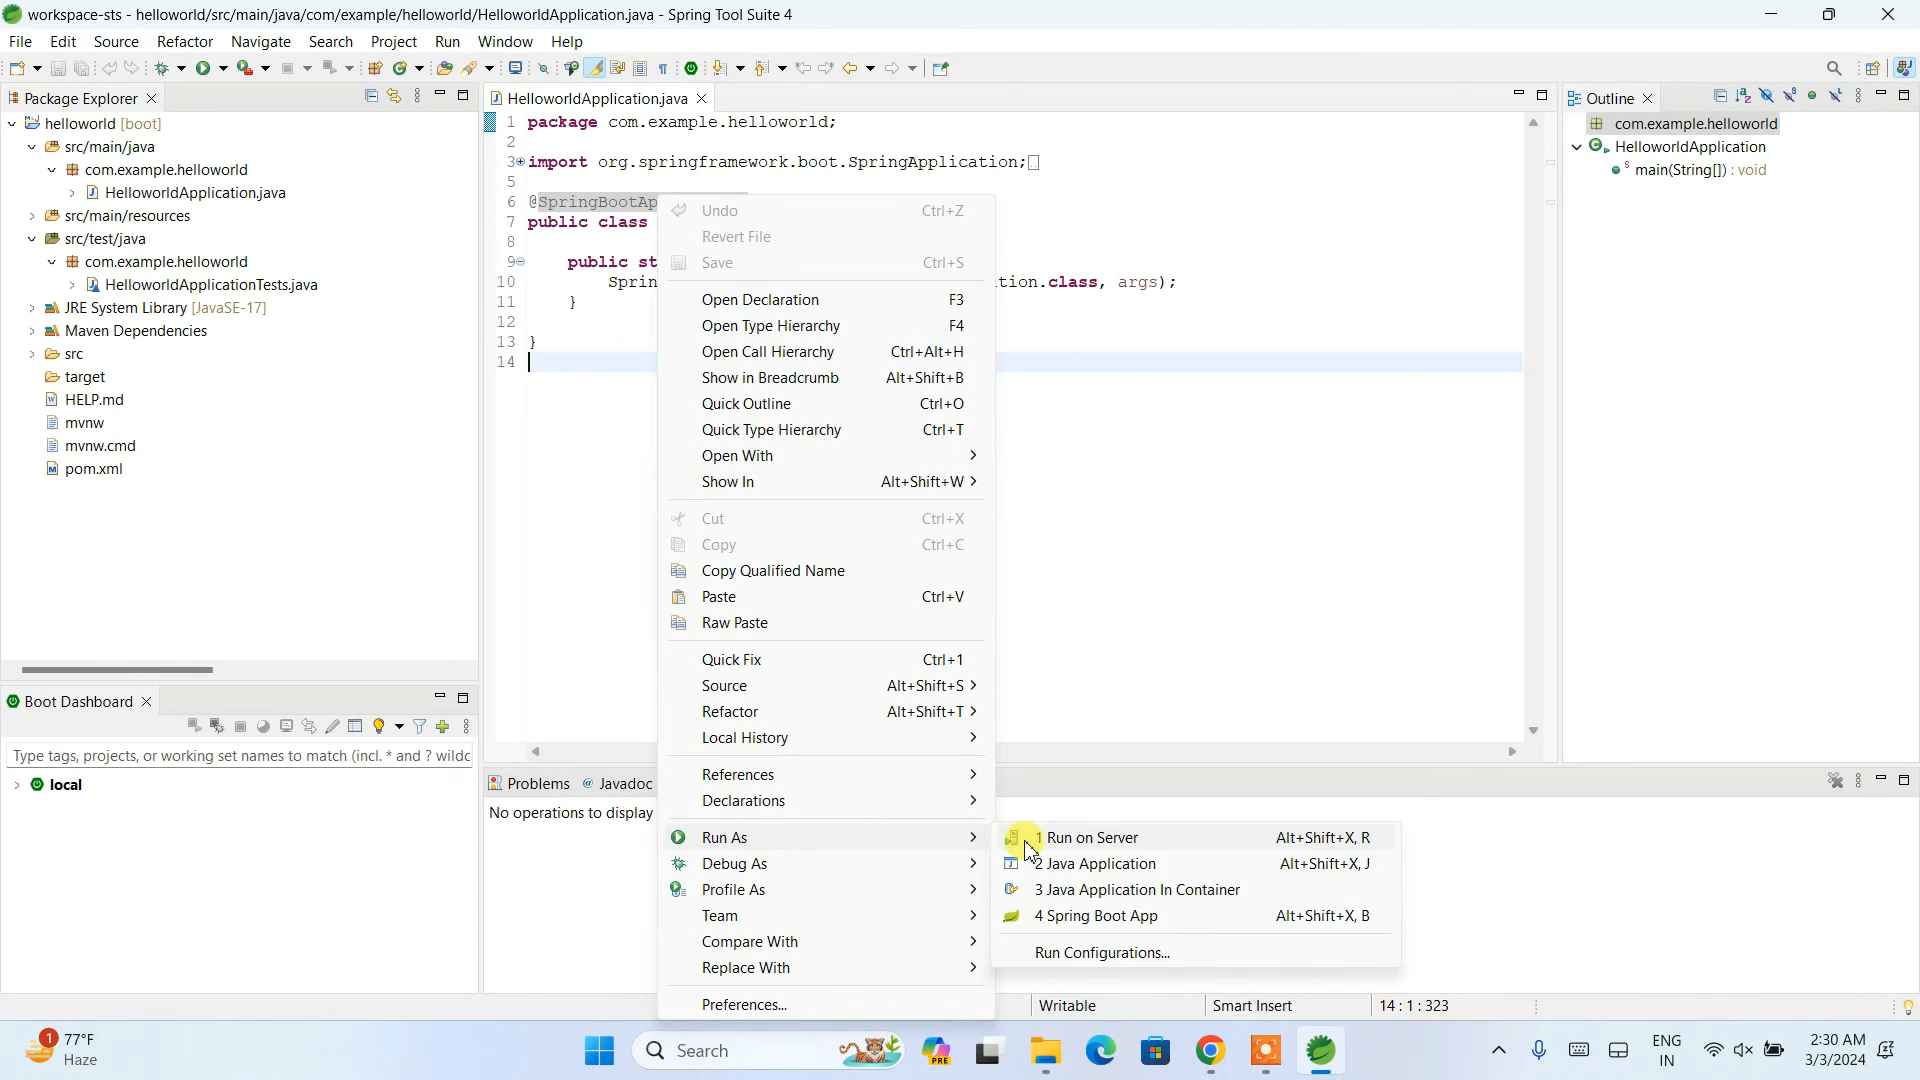 workspace-sts - helloworld/src/main/java/com/example/helloworld/HelloworldApplication.java - Spring Tool Suite 4
File Edit Source Refactor Navigate Search Project Run Window Help
Package Explorer
helloworld [boot]
src/main/java
com.example.helloworld
HelloworldApplication.java
src/main/resources
src/test/java
com.example.helloworld
HelloworldApplicationTests.java
JRE System Library [JavaSE-17]
Maven Dependencies
src
target
HELP.md
mvnw
mvnw.cmd
pom.xml
Boot Dashboard
Type tags, projects, or working set names to match (incl. * and ? wildc
local
HelloworldApplication.java
1 package com.example.helloworld;
2
3 import org.springframework.boot.SpringApplication;
5
6 @SpringBootAp
7 public class
8
9 public st
10 Sprin tion.class, args);
11 }
12
13 }
14
Undo Ctrl+Z
Revert File
Save Ctrl+S
Open Declaration F3
Open Type Hierarchy F4
Open Call Hierarchy Ctrl+Alt+H
Show in Breadcrumb Alt+Shift+B
Quick Outline Ctrl+O
Quick Type Hierarchy Ctrl+T
Open With
Show In Alt+Shift+W
Cut Ctrl+X
Copy Ctrl+C
Copy Qualified Name
Paste Ctrl+V
Raw Paste
Quick Fix Ctrl+1
Source Alt+Shift+S
Refactor Alt+Shift+T
Local History
References
Declarations
Run As
Debug As
Profile As
Team
Compare With
Replace With
Preferences...
1 Run on Server Alt+Shift+X, R
2 Java Application Alt+Shift+X, J
3 Java Application In Container
4 Spring Boot App Alt+Shift+X, B
Run Configurations...
Problems @ Javadoc
No operations to display
Outline
com.example.helloworld
HelloworldApplication
main(String[]) : void
Writable Smart Insert 14 : 1 : 323
1 77°F
Haze
Search
PRE
ENG
IN
2:30 AM
3/3/2024